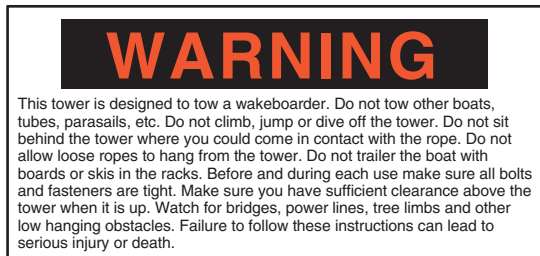 WARNING
This tower is designed to tow a wakeboarder. Do not tow other boats,
tubes, parasails, etc. Do not climb, jump or dive off the tower. Do not sit
behind the tower where you could come in contact with the rope. Do not
allow loose ropes to hang from the tower. Do not trailer the boat with
boards or skis in the racks. Before and during each use make sure all bolts
and fasteners are tight. Make sure you have sufficient clearance above the
tower when it is up. Watch for bridges, power lines, tree limbs and other
low hanging obstacles. Failure to follow these instructions can lead to
serious injury or death.